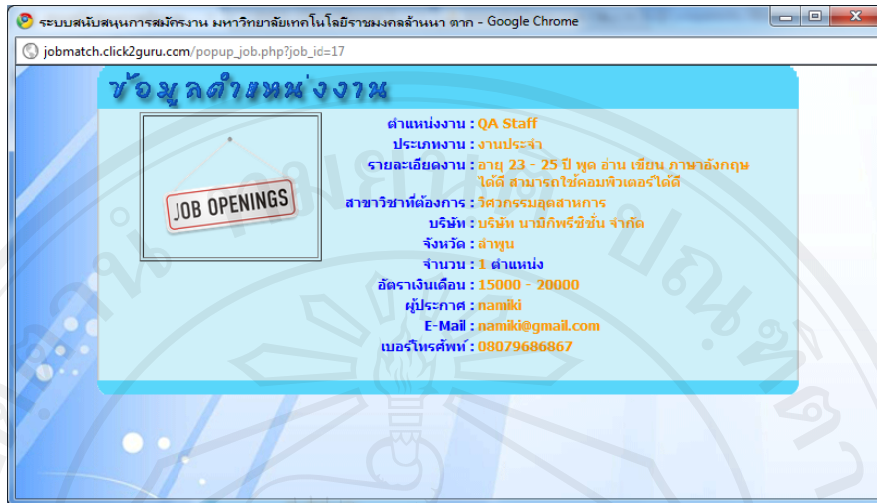 ระบบสนับสนุนการสมัครงาน มหาวิทยาลัยเทคโนโลยีราชมงคลล้านนา ตาก - Google Chrome
jobmatch.click2guru.com/popup_job.php?job_id=17
ข้อมูลตำแหน่งงาน
JOB OPENINGS
ตำแหน่งงาน : QA Staff
ประเภทงาน : งานประจำ
รายละเอียดงาน : อายุ 23 - 25 ปี พูด อ่าน เขียน ภาษาอังกฤษ
ได้ดี สามารถใช้คอมพิวเตอร์ได้ดี
สาขาวิชาที่ต้องการ : วิศวกรรมอุตสาหการ
บริษัท : บริษัท นามิกิพรีซิชั่น จำกัด
จังหวัด : ลำพูน
จำนวน : 1 ตำแหน่ง
อัตราเงินเดือน : 15000 - 20000
ผู้ประกาศ : namiki
E-Mail : namiki@gmail.com
เบอร์โทรศัพท์ : 08079686867